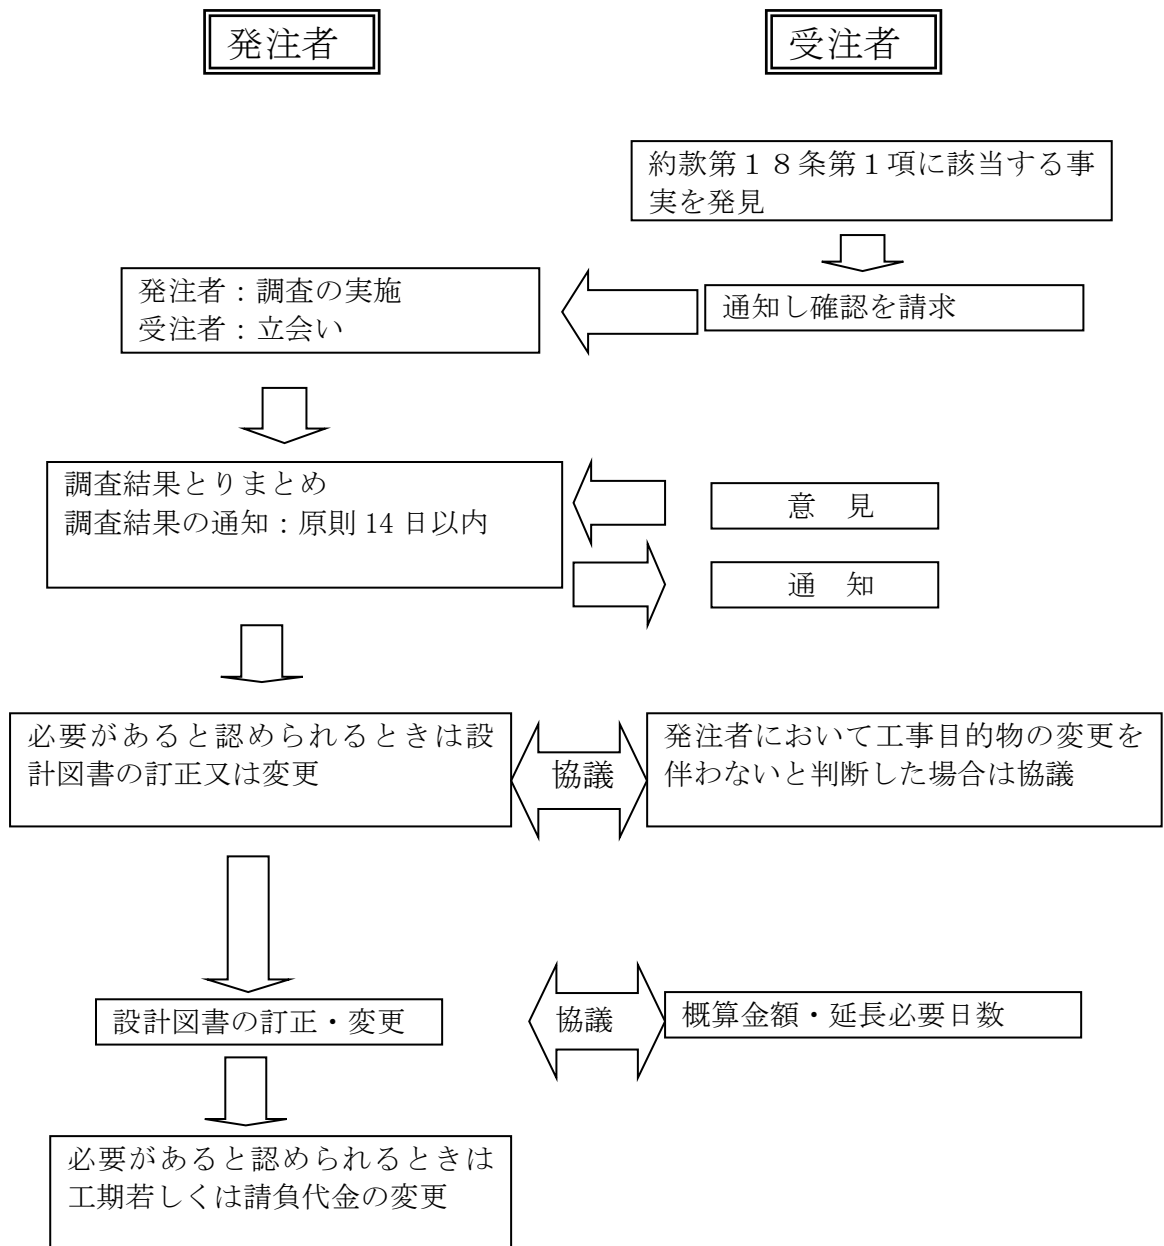 発注者
受注者
約款第１８条第１項に該当する事
実を発見
発注者：調査の実施
受注者：立会い
通知し確認を請求
調査結果とりまとめ
調査結果の通知：原則 14 日以内
意　見
通　知
必要があると認められるときは設
計図書の訂正又は変更
協議
発注者において工事目的物の変更を
伴わないと判断した場合は協議
設計図書の訂正・変更
協議
概算金額・延長必要日数
必要があると認められるときは
工期若しくは請負代金の変更